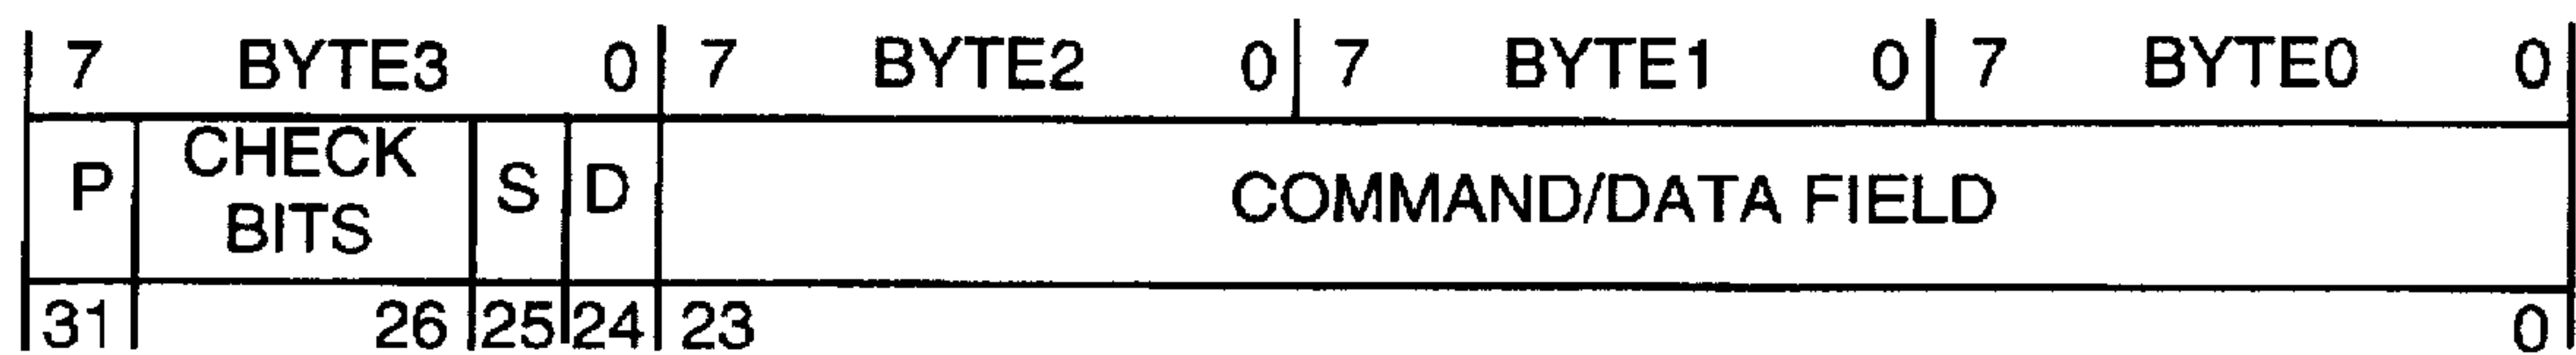 7 BYTE3 0 7 BYTE2 0 7 BYTE1 0 7 BYTE0 0
P CHECK BITS S D COMMAND/DATA FIELD
31 26 25 24 23 0